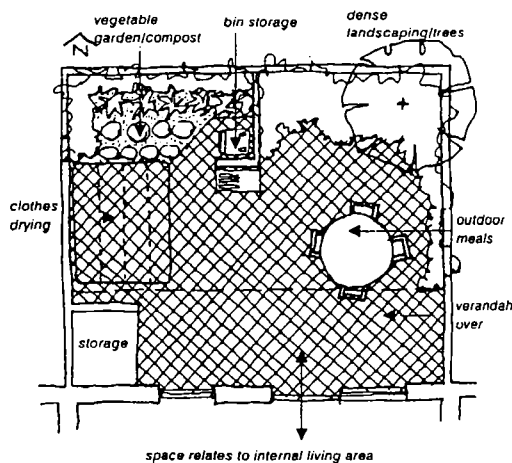 vegetable
garden/compost
bin storage
dense
landscaping/trees
N
clothes
drying
outdoor
meals
verandah
over
storage
space relates to internal living area